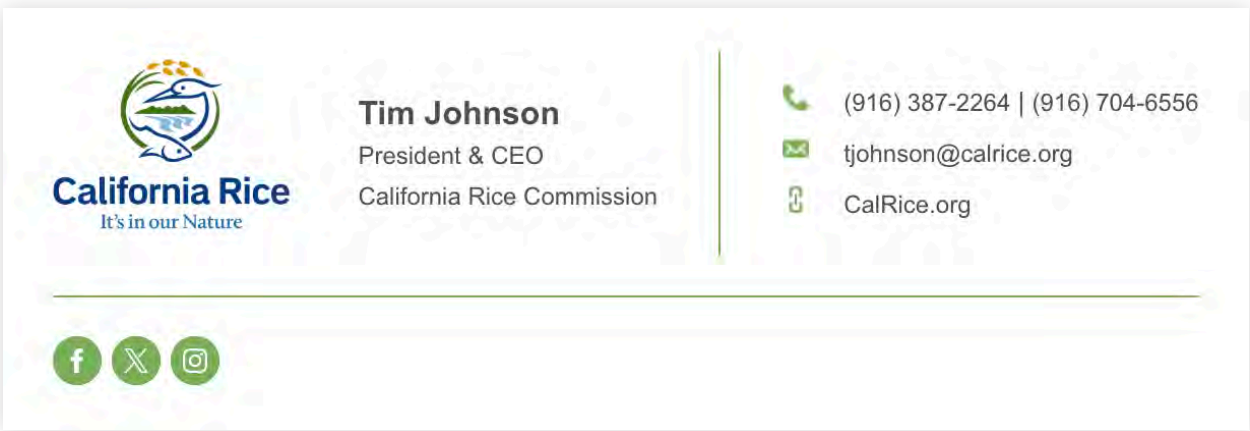 California Rice
It's in our Nature
Tim Johnson
President & CEO
California Rice Commission
(916) 387-2264 | (916) 704-6556
tjohnson@calrice.org
CalRice.org